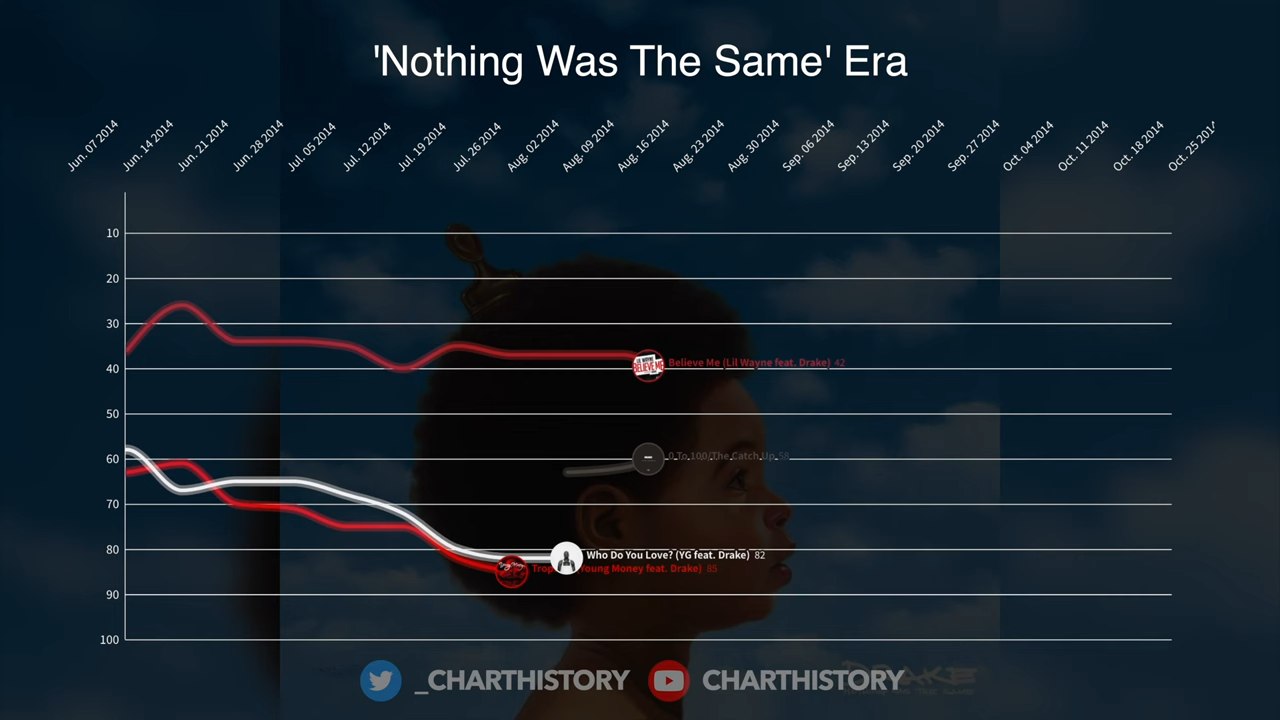 'Nothing Was The Same' Era
Jun. 07 2014
Jun. 14 2014
Jun. 21 2014
Jun. 28 2014
Jul. 05 2014
Jul. 12 2014
Jul. 19 2014
Jul. 26 2014
Aug. 02 2014
Aug. 09 2014
Aug. 16 2014
Aug. 23 2014
Aug. 30 2014
Sep. 06 2014
Sep. 13 2014
Sep. 20 2014
Sep. 27 2014
Oct. 04 2014
Oct. 11 2014
Oct. 18 2014
Oct. 25 2014
10
20
30
40
50
60
70
80
90
100
BELIEVE ME
Believe Me (Lil Wayne feat. Drake) 42
0 To 100/The Catch Up 58
Who Do You Love? (YG feat. Drake) 82
Young Money feat. Drake) 85
DRAKE
_CHARTHISTORY
CHARTHISTORY